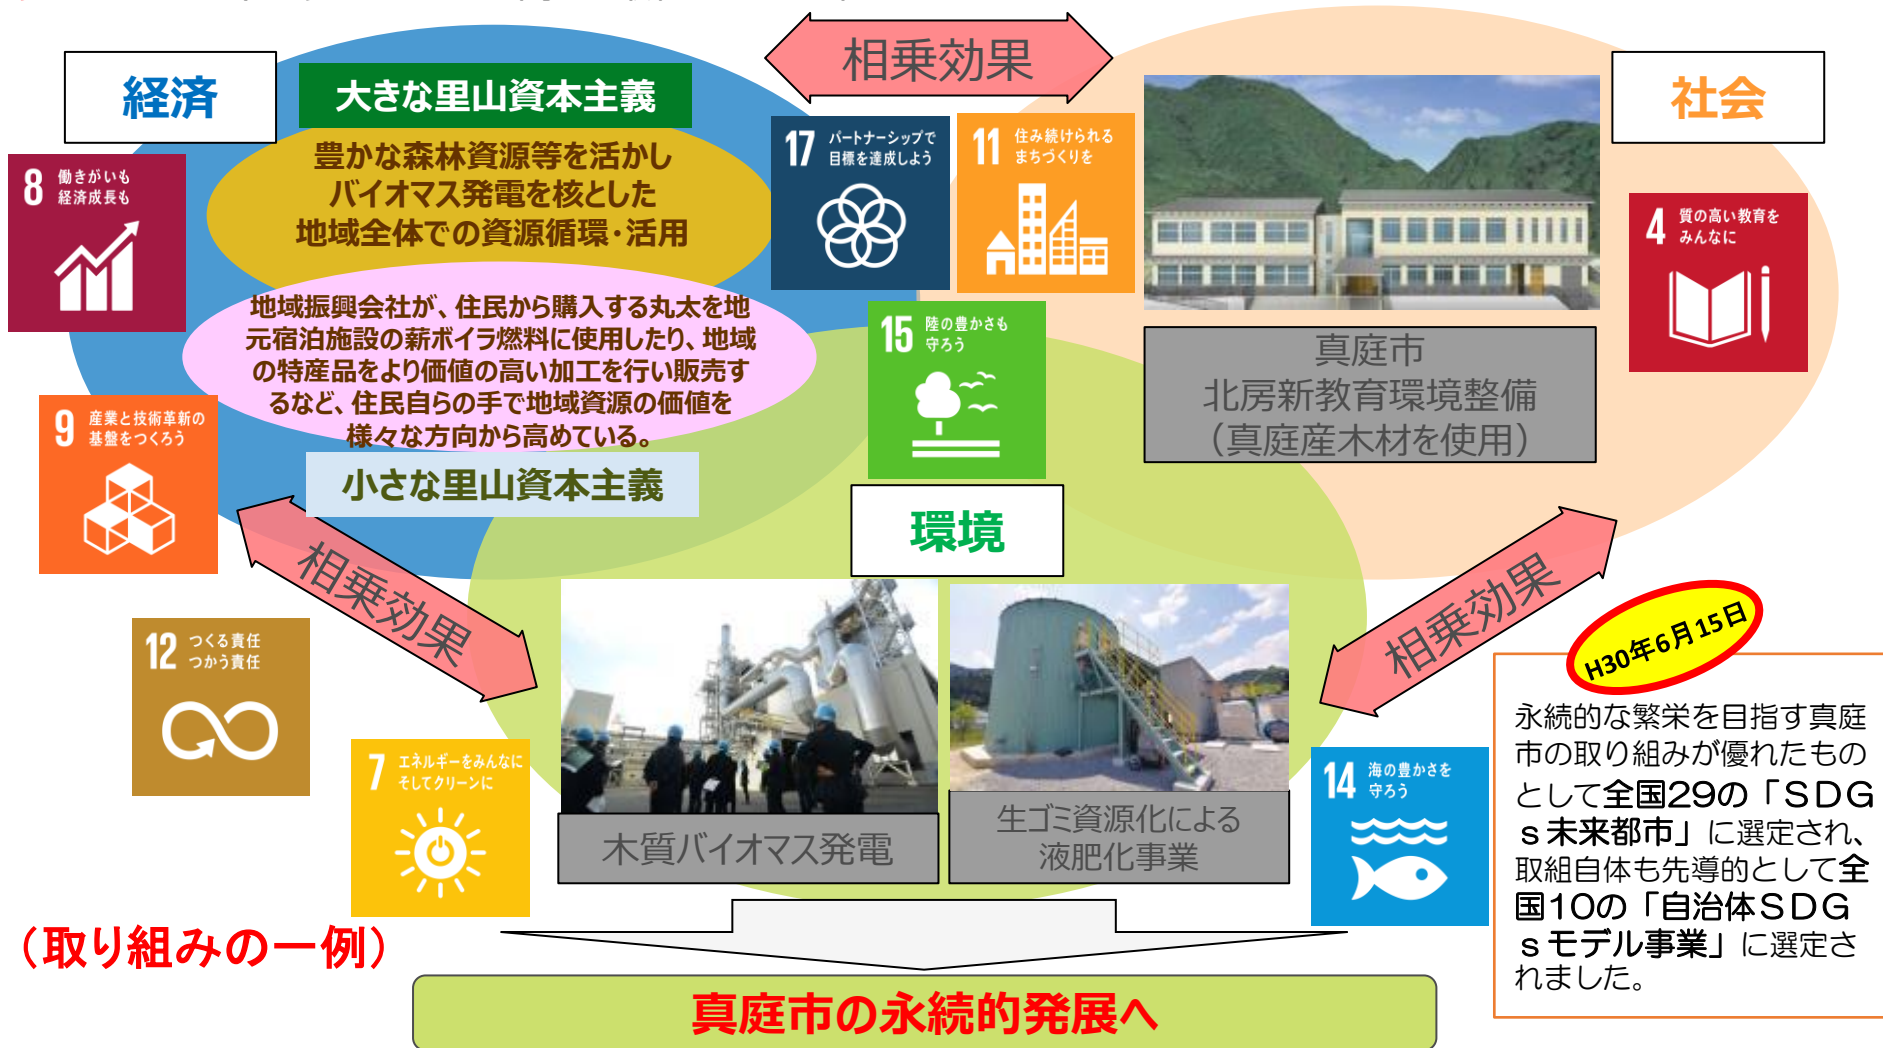 相乗効果
経済
大きな里山資本主義
豊かな森林資源等を活かし
バイオマス発電を核とした
地域全体での資源循環・活用
8 働きがいも
経済成長も
地域振興会社が、住民から購入する丸太を地
元宿泊施設の薪ボイラ燃料に使用したり、地域
の特産品をより価値の高い加工を行い販売す
るなど、住民自らの手で地域資源の価値を
様々な方向から高めている。
小さな里山資本主義
9 産業と技術革新の
基盤をつくろう
17 パートナーシップで
目標を達成しよう
11 住み続けられる
まちづくりを
15 陸の豊かさも
守ろう
社会
4 質の高い教育を
みんなに
真庭市
北房新教育環境整備
（真庭産木材を使用）
環境
相乗効果
相乗効果
12 つくる責任
つかう責任
7 エネルギーをみんなに
そしてクリーンに
木質バイオマス発電
生ゴミ資源化による
液肥化事業
14 海の豊かさを
守ろう
H30年6月15日
永続的な繁栄を目指す真庭
市の取り組みが優れたもの
として全国29の「SDG
s未来都市」に選定され、
取組自体も先導的として全
国10の「自治体SDG
sモデル事業」に選定さ
れました。
（取り組みの一例）
真庭市の永続的発展へ